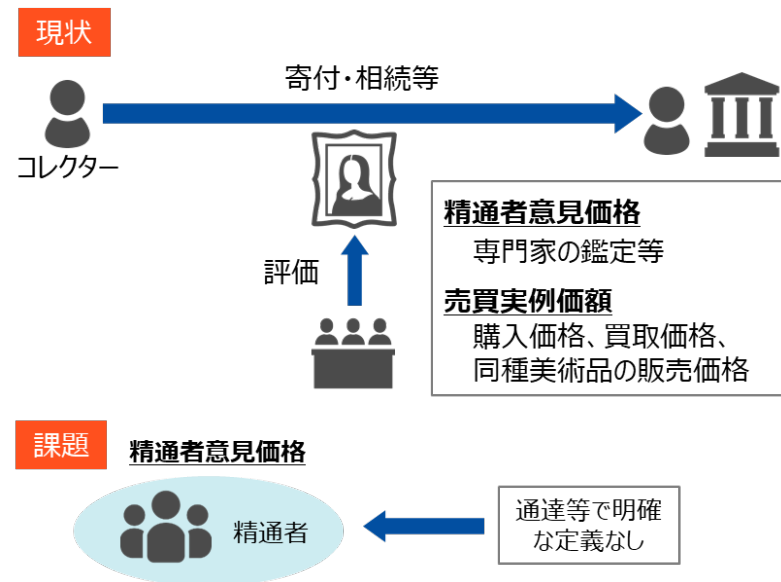 現状
寄付・相続等
コレクター
精通者意見価格
専門家の鑑定等
評価
売買実例価額
購入価格、買取価格、
同種美術品の販売価格
課題
精通者意見価格
精通者
通達等で明確
な定義なし